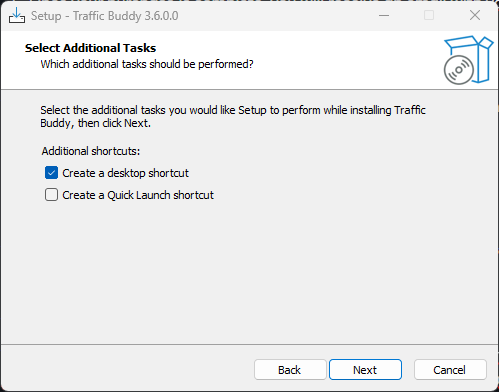 Setup - Traffic Buddy 3.6.0.0
Select Additional Tasks
Which additional tasks should be performed?
Select the additional tasks you would like Setup to perform while installing Traffic
Buddy, then click Next.
Additional shortcuts:
Create a desktop shortcut
Create a Quick Launch shortcut
Back
Next
Cancel